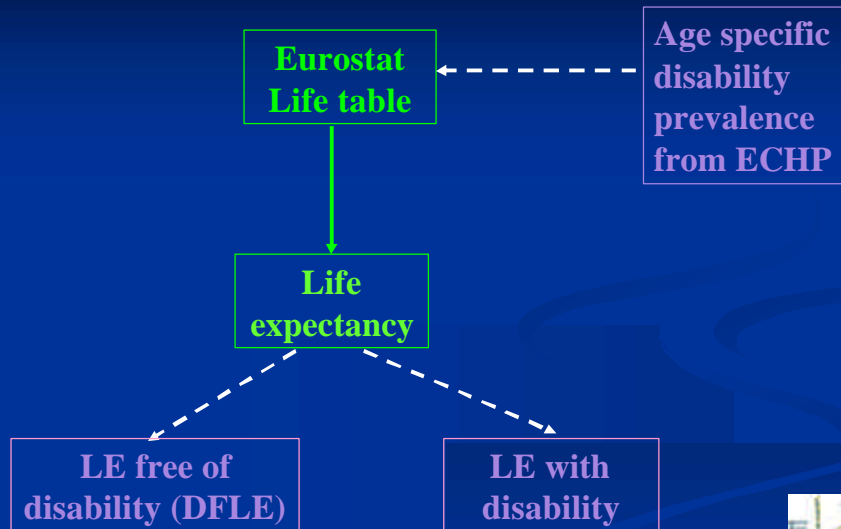 Eurostat
Life table
Age specific
disability
prevalence
from ECHP
Life
expectancy
LE free of
disability (DFLE)
LE with
disability